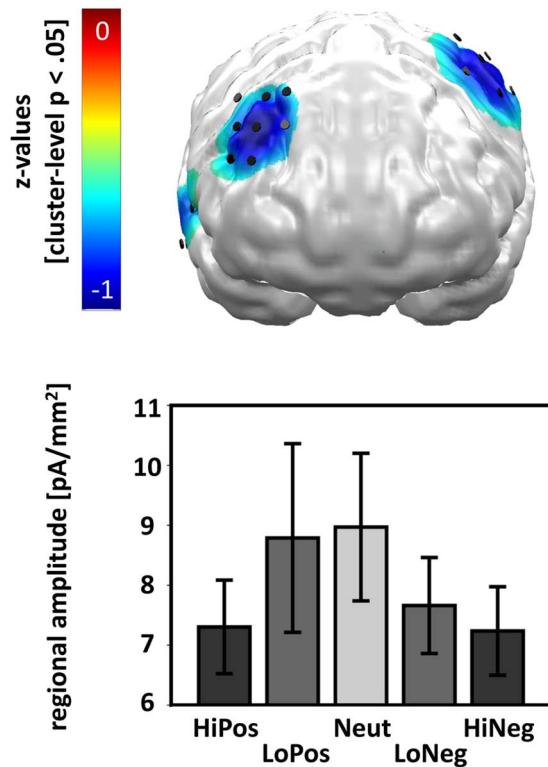 z-values
[cluster-level p < .05]
0
-1
regional amplitude [pA/mm²]
11
10
9
8
7
6
HiPos
LoPos
Neut
LoNeg
HiNeg